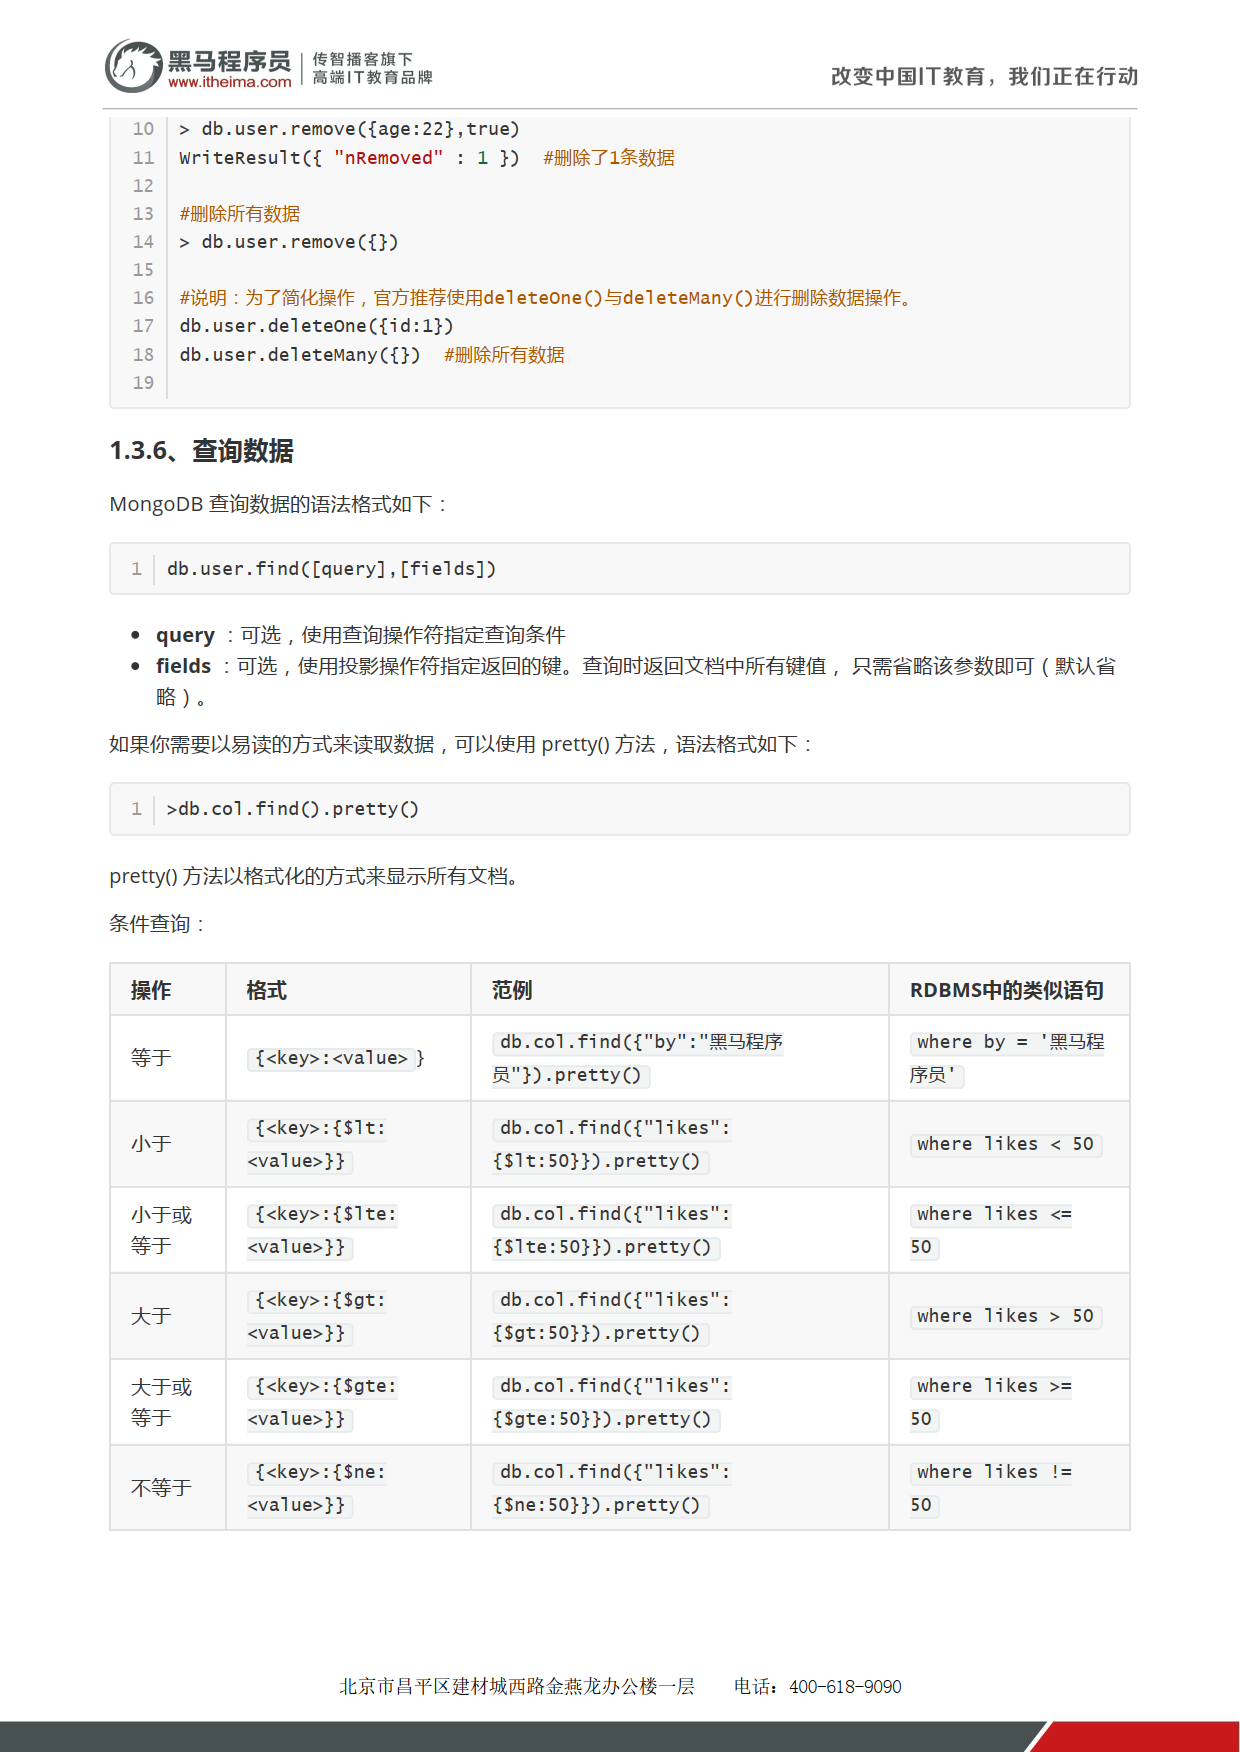 黑马程序员
www.itheima.com
传智播客旗下
高端IT教育品牌
改变中国IT教育，我们正在行动
10 > db.user.remove({age:22},true)
11 WriteResult({ "nRemoved" : 1 })  #删除了1条数据
12
13 #删除所有数据
14 > db.user.remove({})
15
16 #说明：为了简化操作，官方推荐使用deleteOne()与deleteMany()进行删除数据操作。
17 db.user.deleteOne({id:1})
18 db.user.deleteMany({})  #删除所有数据
19
1.3.6、查询数据
MongoDB 查询数据的语法格式如下：
1 db.user.find([query],[fields])
● query ：可选，使用查询操作符指定查询条件
● fields ：可选，使用投影操作符指定返回的键。查询时返回文档中所有键值， 只需省略该参数即可（默认省
略）。
如果你需要以易读的方式来读取数据，可以使用 pretty() 方法，语法格式如下：
1 >db.col.find().pretty()
pretty() 方法以格式化的方式来显示所有文档。
条件查询：
操作 格式 范例 RDBMS中的类似语句
等于
{<key>:<value>}
db.col.find({"by":"黑马程序
员"}).pretty()
where by = '黑马程
序员'
小于
{<key>:{$lt:
<value>}}
db.col.find({"likes":
{$lt:50}}).pretty()
where likes < 50
小于或
等于
{<key>:{$lte:
<value>}}
db.col.find({"likes":
{$lte:50}}).pretty()
where likes <=
50
大于
{<key>:{$gt:
<value>}}
db.col.find({"likes":
{$gt:50}}).pretty()
where likes > 50
大于或
等于
{<key>:{$gte:
<value>}}
db.col.find({"likes":
{$gte:50}}).pretty()
where likes >=
50
不等于
{<key>:{$ne:
<value>}}
db.col.find({"likes":
{$ne:50}}).pretty()
where likes !=
50
北京市昌平区建材城西路金燕龙办公楼一层 电话：400-618-9090